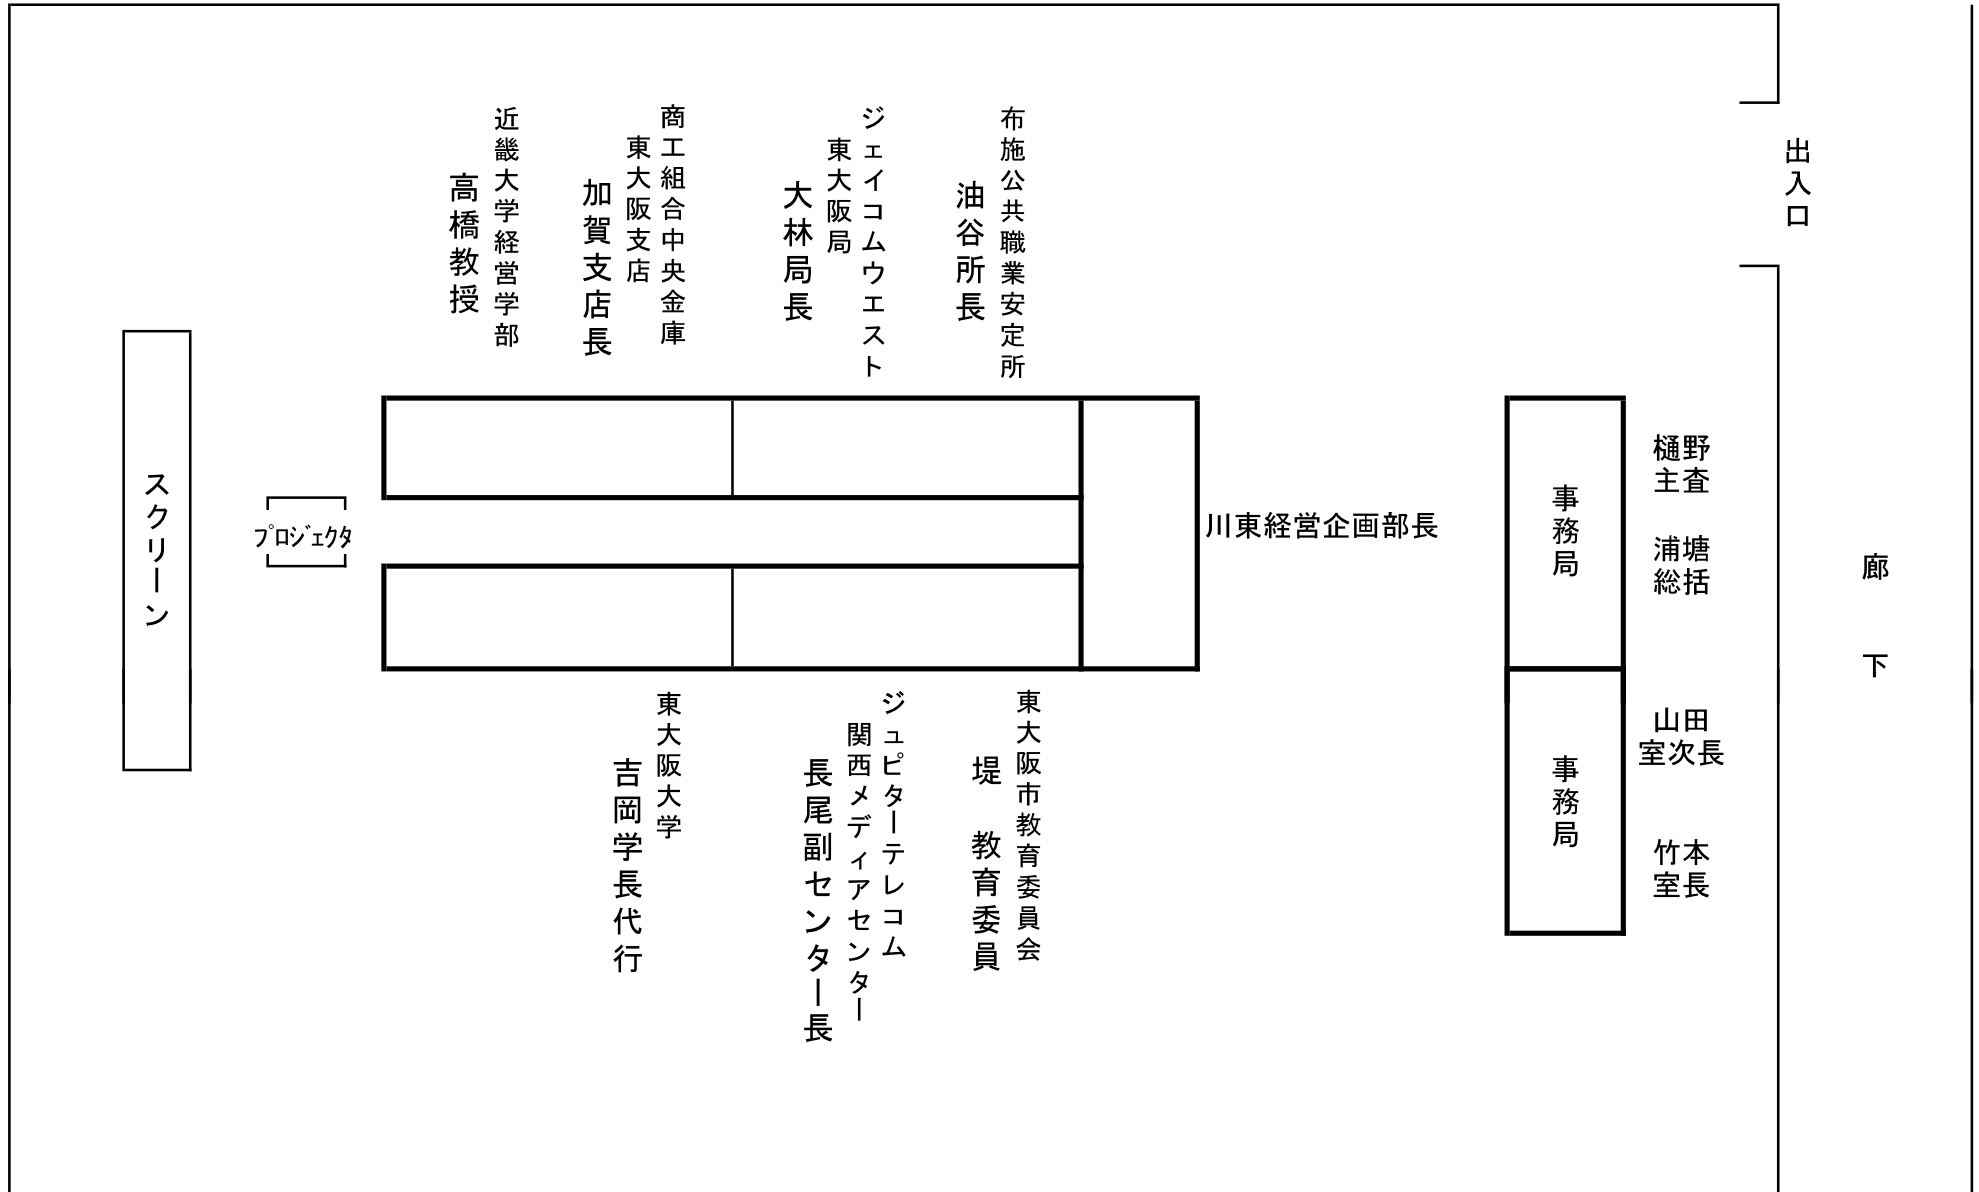 近畿大学経営学部
高橋教授
商工組合中央金庫
東大阪支店
加賀支店長
ジェイコムウエスト
東大阪局
大林局長
布施公共職業安定所
油谷所長
出入口
スクリーン
プロジェクタ
川東経営企画部長
事務局
樋野
主査
浦塘
総括
廊下
東大阪大学
吉岡学長代行
ジュピターテレコム
関西メディアセンター
長尾副センター長
東大阪市教育委員会
堤　教育委員
事務局
山田
室次長
竹本
室長